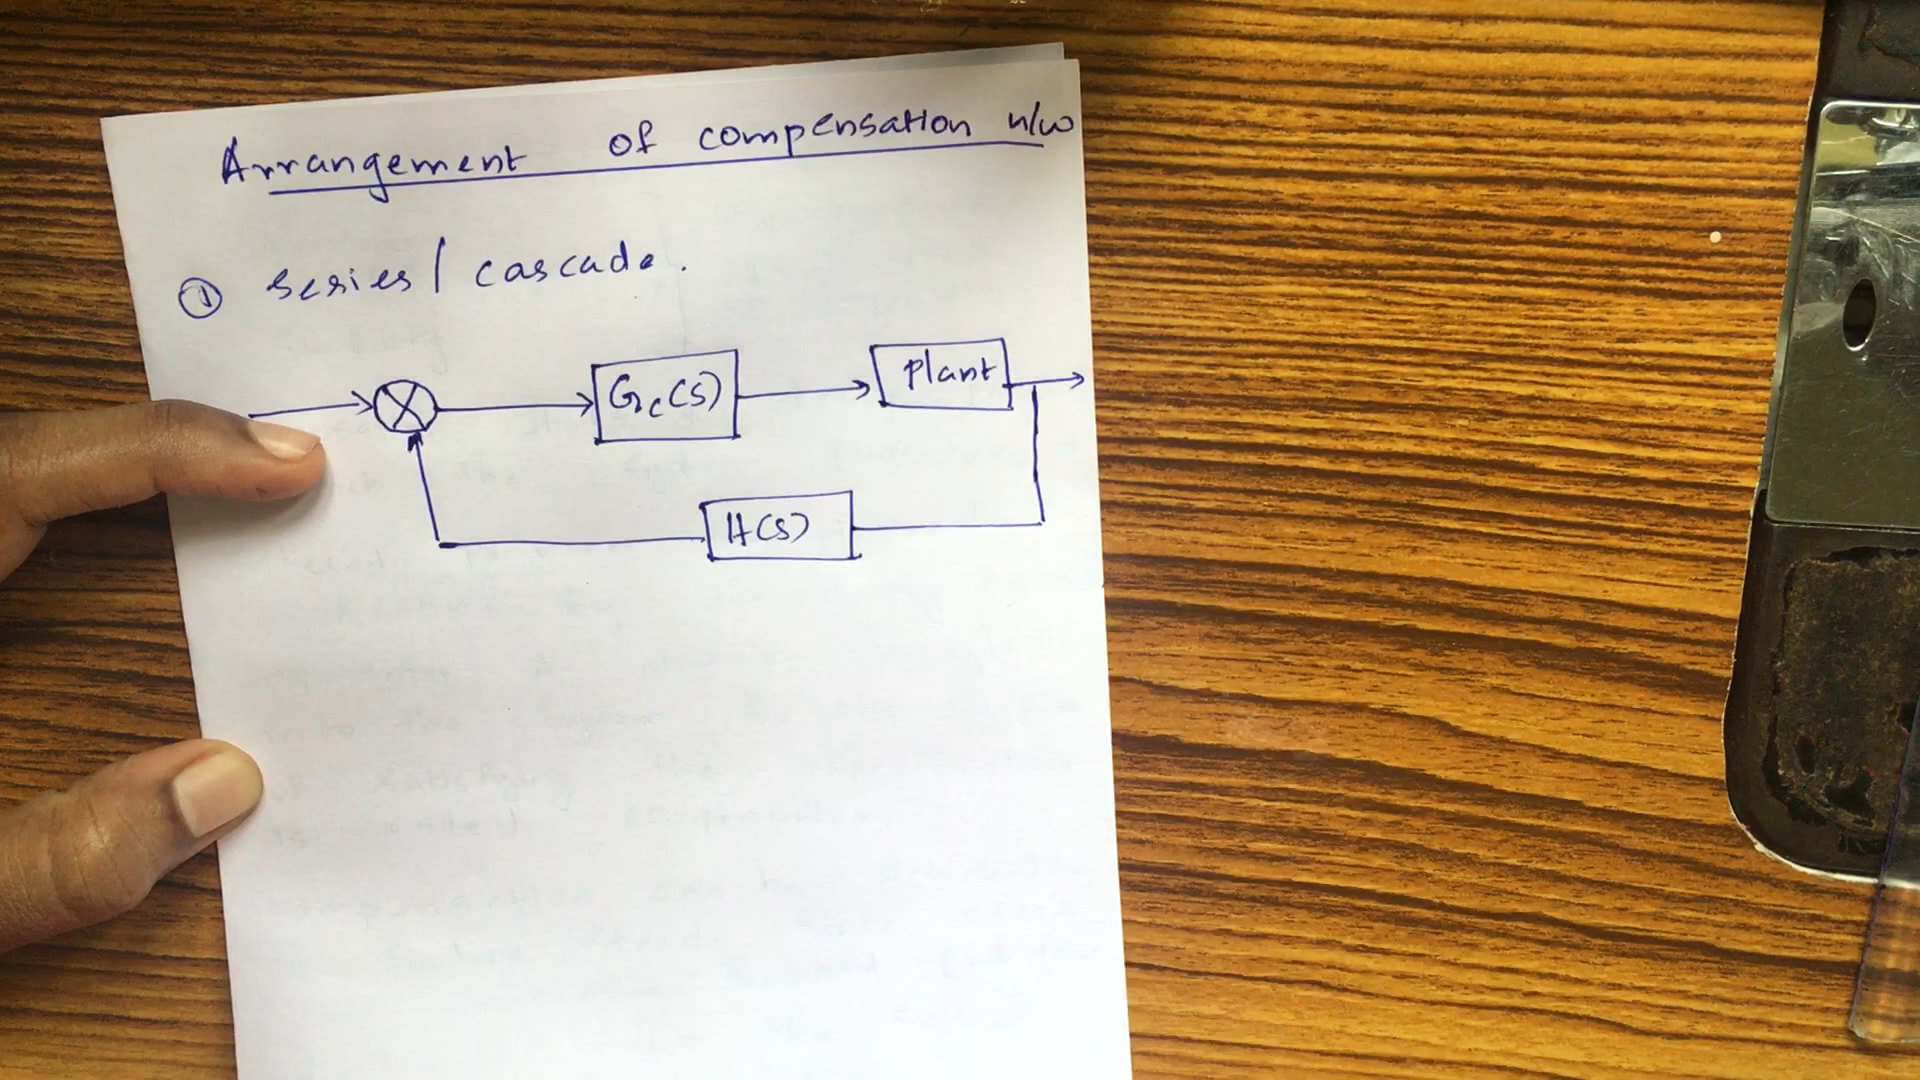 Arrangement of compensation n/w
① series/ cascade.
Gc(s)
Plant
H(s)